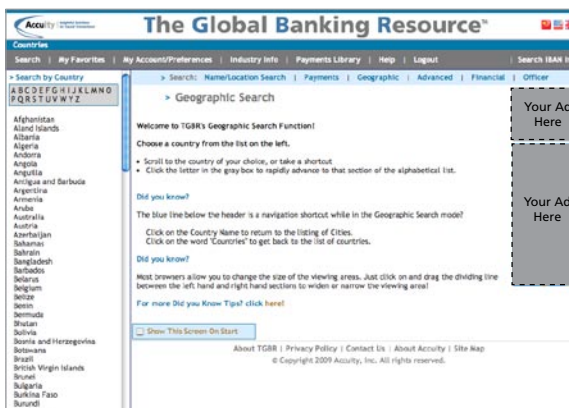 Accuity
The Global Banking Resource
Countries
Search | My Favorites | My Account/Preferences | Industry Info | Payments Library | Help | Logout | Search IBAN
> Search by Country
A B C D E F G H I J K L M N O
P Q R S T U V W Y Z
Afghanistan
Aland Islands
Albania
Algeria
Andorra
Angola
Anguilla
Antigua and Barbuda
Argentina
Armenia
Aruba
Australia
Austria
Azerbaijan
Bahamas
Bahrain
Bangladesh
Barbados
Belarus
Belgium
Belize
Benin
Bermuda
Bhutan
Bolivia
Bosnia and Herzegovina
Botswana
Brazil
British Virgin Islands
Brunei
Bulgaria
Burkina Faso
Burundi
> Search: Name/Location Search | Payments | Geographic | Advanced | Financial | Officer
> Geographic Search
Welcome to TGBR's Geographic Search Function!
Choose a country from the list on the left.
• Scroll to the country of your choice, or take a shortcut
• Click the letter in the gray box to rapidly advance to that section of the alphabetical list.
Did you know?
The blue line below the header is a navigation shortcut while in the Geographic Search mode?
Click on the Country Name to return to the listing of Cities.
Click on the word "Countries" to get back to the list of countries.
Did you know?
Most browsers allow you to change the size of the viewing areas. Just click on and drag the dividing line
between the left hand and right hand sections to widen or narrow the viewing area!
For more Did you Know Tips? click here!
Show This Screen On Start
About TGBR | Privacy Policy | Contact Us | About Accuity | Site Map
© Copyright 2009 Accuity, Inc. All rights reserved.
Your Ad
Here
Your Ad
Here